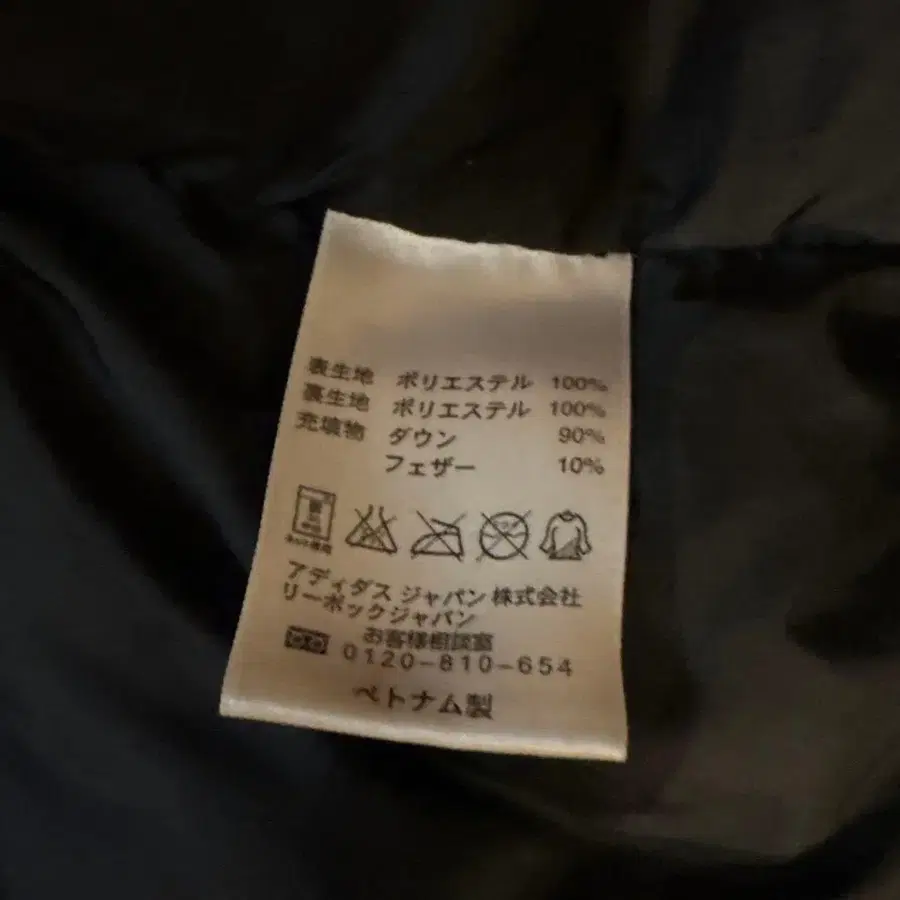 表生地 ポリエステル 100%
裏生地 ポリエステル 100%
充填物 ダウン 90%
フェザー 10%
アディダス ジャパン 株式会社
リーボックジャパン
お客様相談室
0120-810-654
ベトナム製